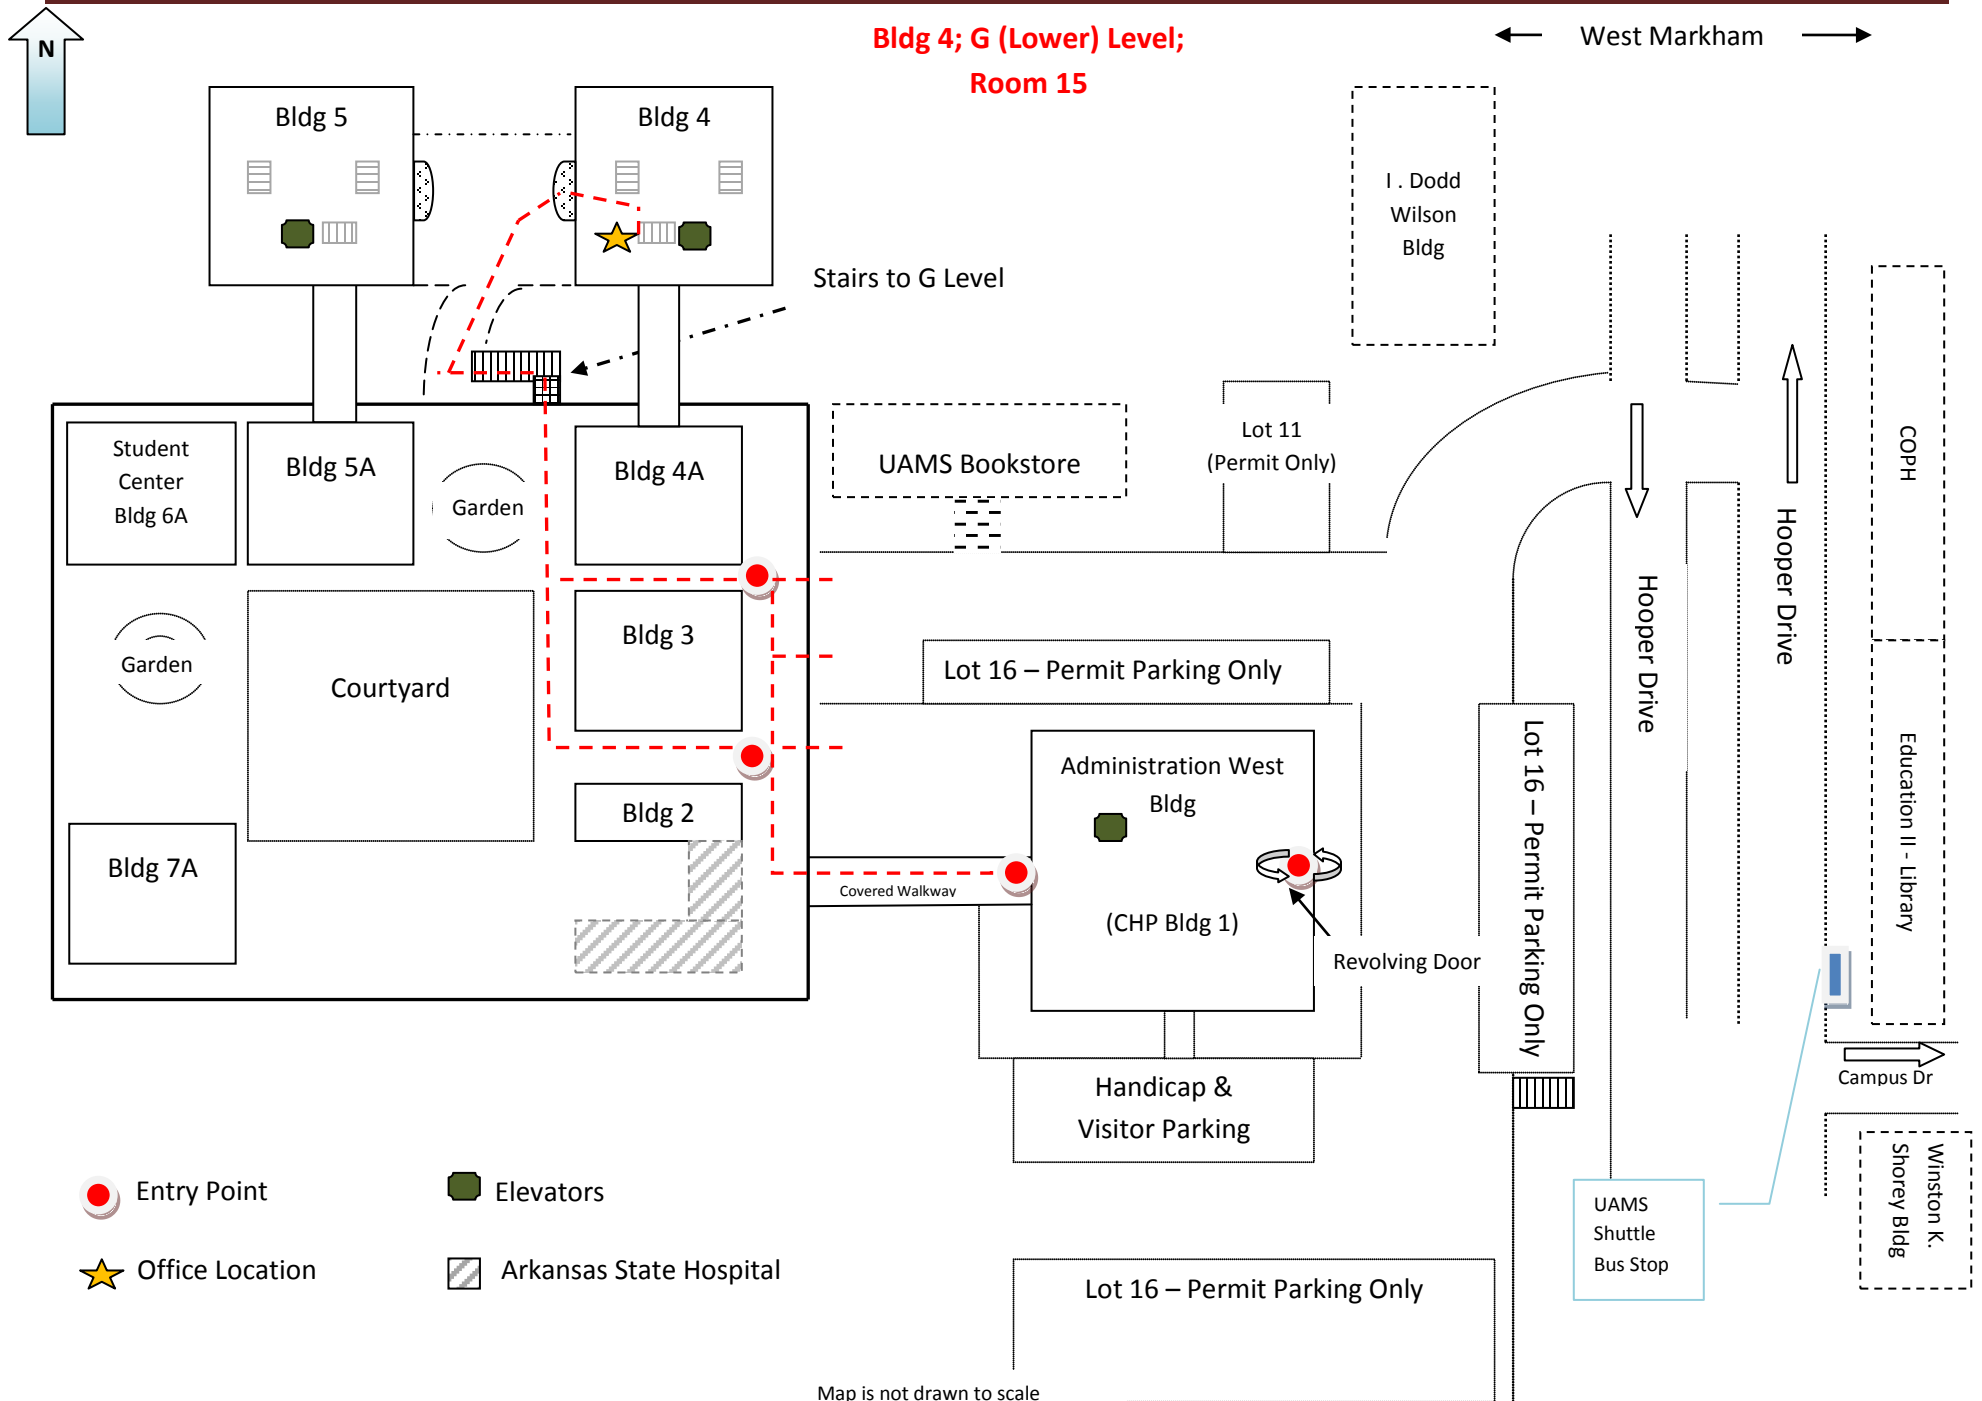 N
Bldg 4; G (Lower) Level;
Room 15
West Markham
Bldg 5
Bldg 4
I . Dodd
Wilson
Bldg
Stairs to G Level
Student
Center
Bldg 6A
Bldg 5A
Garden
Bldg 4A
UAMS Bookstore
Lot 11
(Permit Only)
COPH
Hooper Drive
Hooper Drive
Garden
Courtyard
Bldg 3
Lot 16 – Permit Parking Only
Lot 16 – Permit Parking Only
Education II - Library
Administration West
Bldg
(CHP Bldg 1)
Bldg 2
Bldg 7A
Covered Walkway
Revolving Door
Campus Dr
Handicap &
Visitor Parking
Winston K.
Shorey Bldg
UAMS
Shuttle
Bus Stop
Entry Point
Elevators
Office Location
Arkansas State Hospital
Lot 16 – Permit Parking Only
Map is not drawn to scale